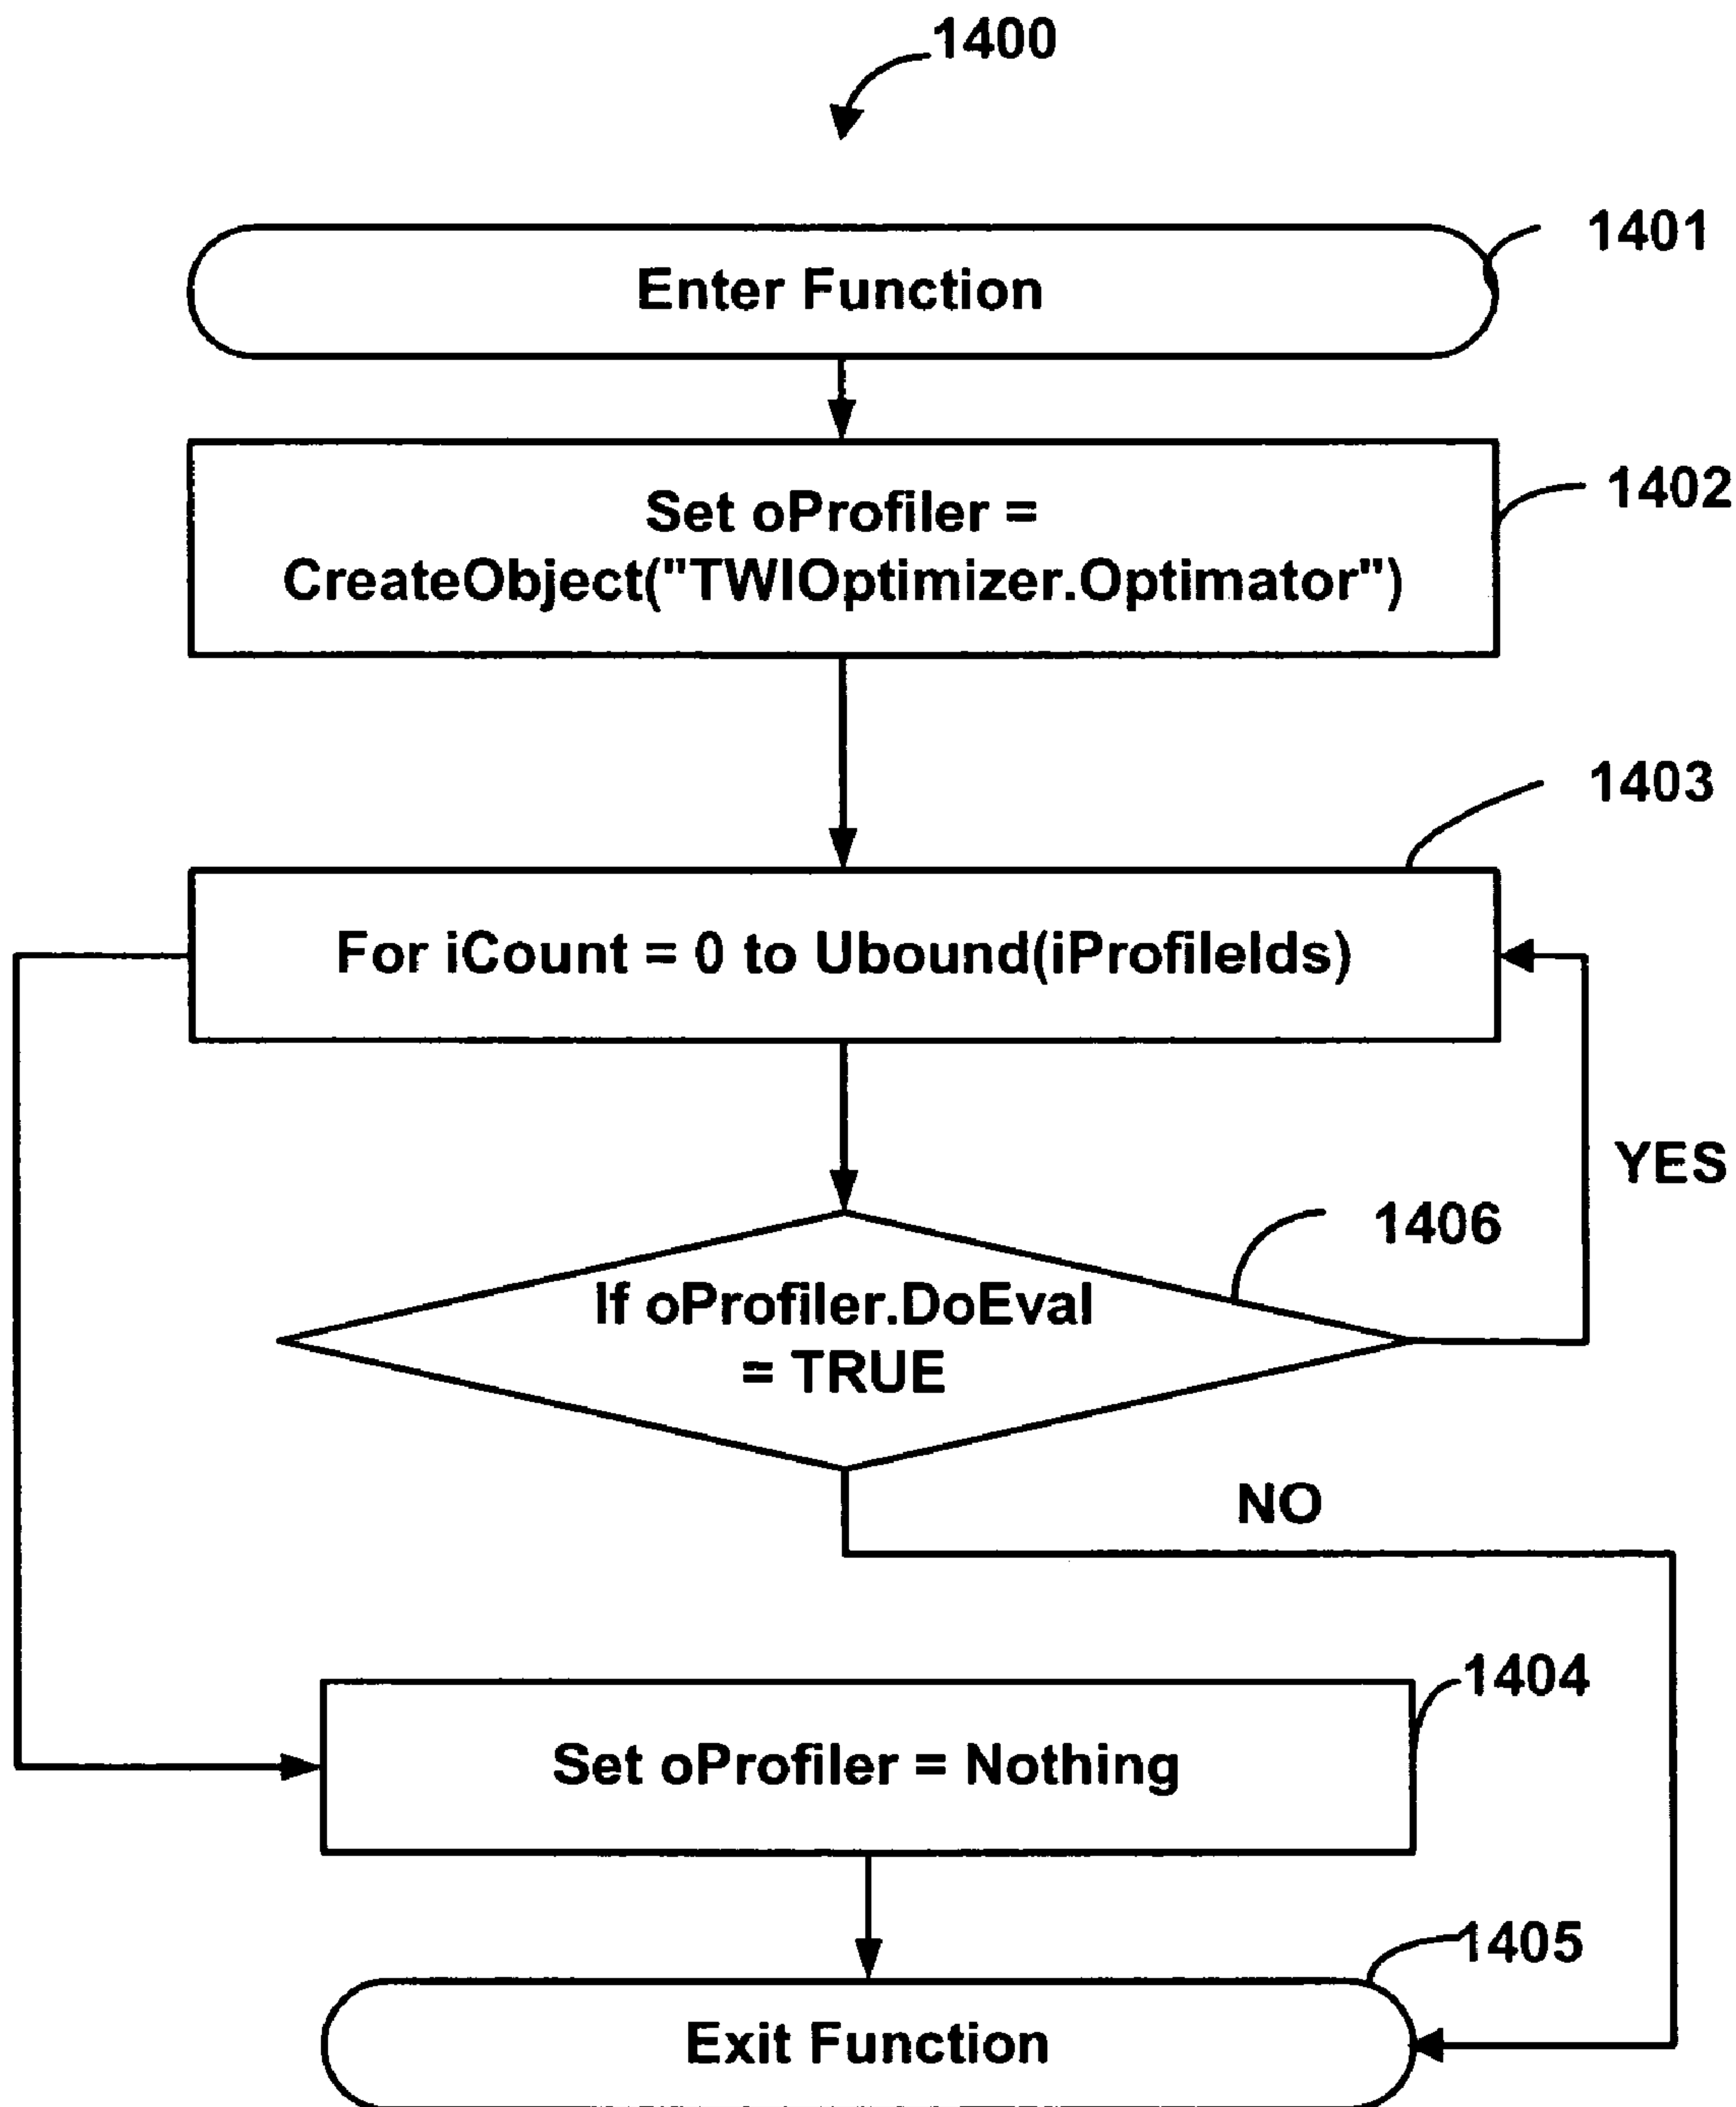 1400
Enter Function
1401
Set oProfiler =
CreateObject("TWIOptimizer.Optimator")
1402
1403
For iCount = 0 to Ubound(iProfileIds)
YES
1406
If oProfiler.DoEval
= TRUE
NO
1404
Set oProfiler = Nothing
1405
Exit Function